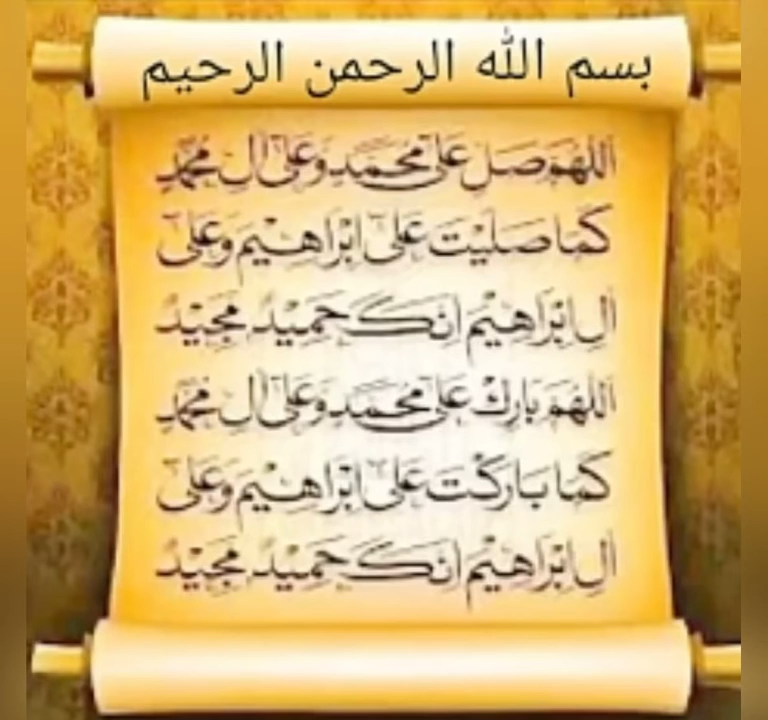 بسم الله الرحمن الرحيم
اللهم صل على محمد وعلى ال محمد
كما صليت على ابراهيم وعلى
ال ابراهيم انك حميد مجيد
اللهم بارك على محمد وعلى ال محمد
كما باركت على ابراهيم وعلى
ال ابراهيم انك حميد مجيد